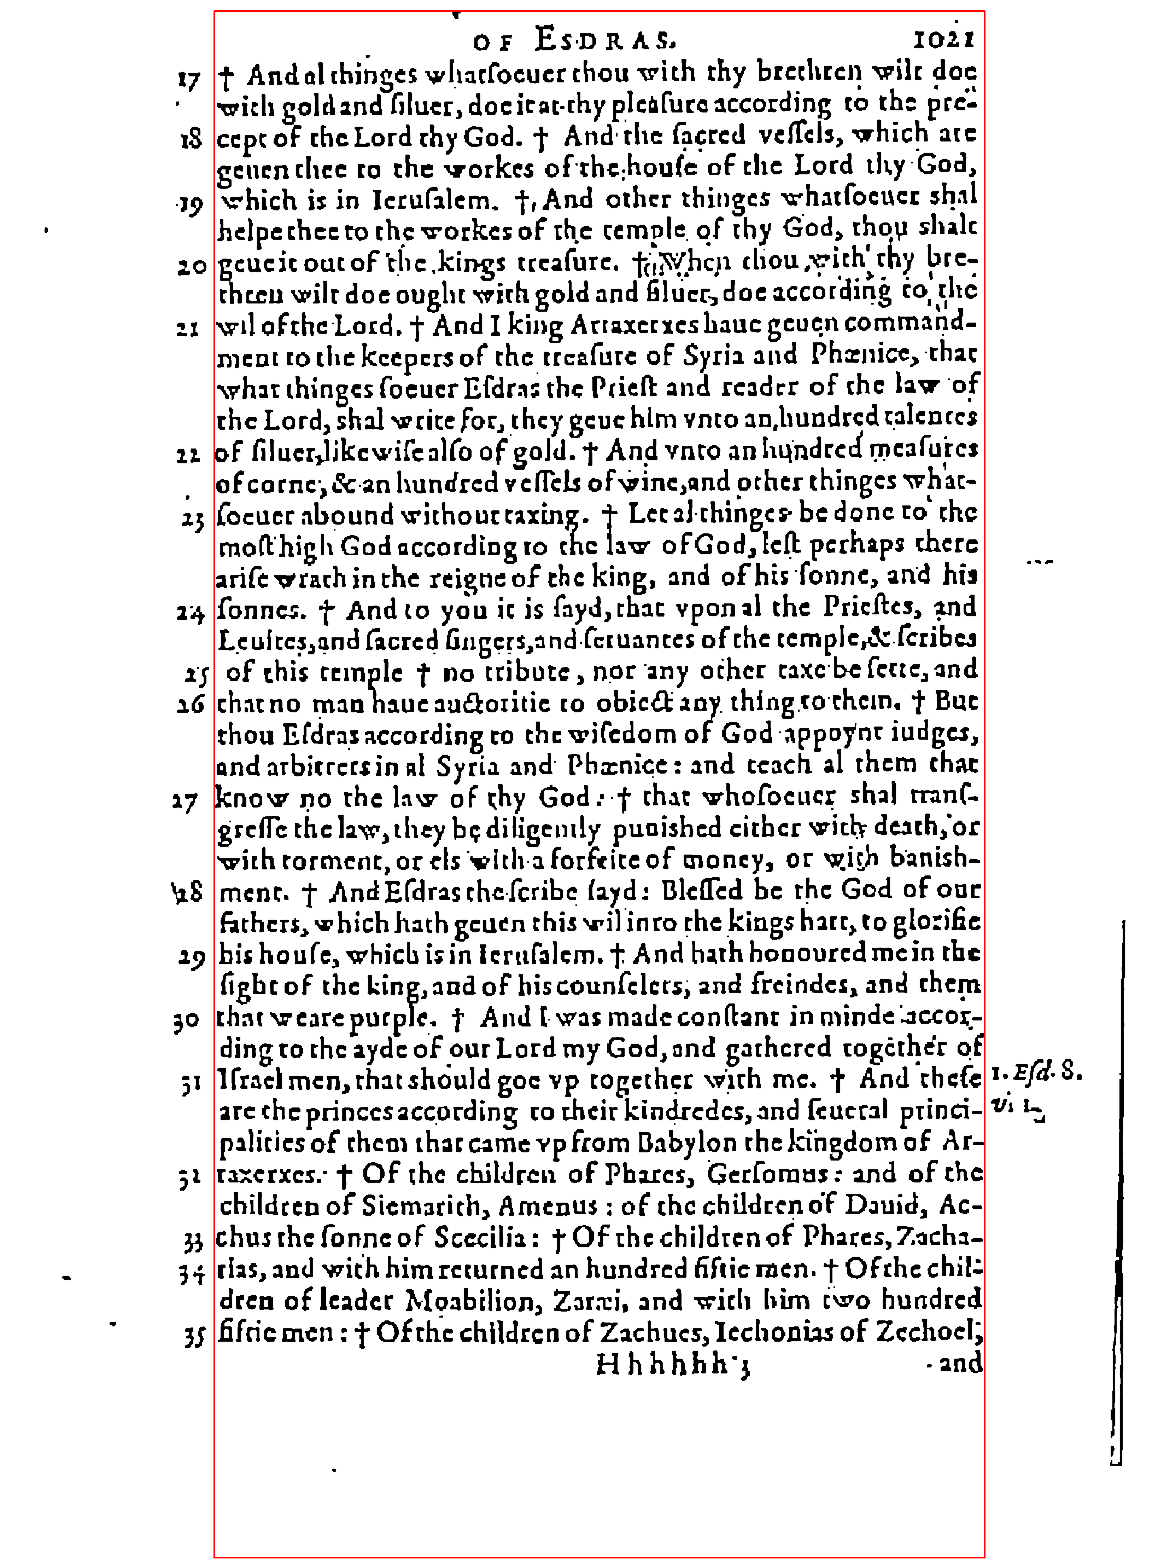 OF ESDRAS. 1021
17 † And al thinges whatſoeuer thou with thy brethren wilt doe
with gold and ſiluer, doe it at thy pleaſure according to the pre-
18 cept of the Lord thy God. † And the ſacred veſſels, which are
geuen thee to the workes of the houſe of the Lord thy God,
19 which is in Ieruſalem. † And other thinges whatſoeuer shal
helpe thee to the workes of the temple of thy God, thou shalt
20 geue it out of the kings treaſure. † When thou with thy bre-
thren wilt doe ought with gold and ſiluer, doe according to the
21 wil of the Lord. † And I king Artaxerxes haue geuen command-
ment to the keepers of the treaſure of Syria and Phœnice, that
what thinges ſoeuer Eſdras the Prieſt and reader of the law of
the Lord, shal write for, they geue him vnto an hundred talentes
22 of ſiluer, likewiſe alſo of gold. † And vnto an hundred meaſures
of corne, & an hundred veſſels of wine, and other thinges what-
23 ſoeuer abound without taxing. † Let al thinges be done to the
moſt high God according to the law of God, leſt perhaps there
ariſe wrath in the reigne of the king, and of his ſonne, and his
24 ſonnes. † And to you it is ſayd, that vpon al the Prieſtes, and
Leuites, and ſacred ſingers, and ſeruantes of the temple, & ſcribes
25 of this temple † no tribute, nor any other taxe be ſette, and
26 that no man haue auctoritie to obiect any thing to them. † But
thou Eſdras according to the wiſedom of God appoynt iudges,
and arbitrers in al Syria and Phœnice: and teach al them that
27 know no the law of thy God: † that whoſoeuer shal tranſ-
greſſe the law, they be diligently punished either with death, or
with torment, or els with a forfeite of money, or with banish-
28 ment. † And Eſdras the ſcribe ſayd: Bleſſed be the God of our
fathers, which hath geuen this wil into the kings hart, to glorifie
29 his houſe, which is in Ieruſalem. † And hath honoured me in the
ſight of the king, and of his counſelers, and freindes, and them
30 that weare purple. † And I was made conſtant in minde accor-
ding to the ayde of our Lord my God, and gathered together of
31 Iſrael men, that should goe vp together with me. † And theſe 1. Eſd. 8.
are the princes according to their kindredes, and ſeueral princi- v. 1.
palities of them that came vp from Babylon the kingdom of Ar-
32 taxerxes. † Of the children of Phares, Gerſomus: and of the
children of Siemarith, Amenus: of the children of Dauid, Ac-
33 chus the ſonne of Scecilia: † Of the children of Phares, Zacha-
34 rias, and with him returned an hundred fiftie men. † Of the chil-
dren of leader Moabilion, Zaræi, and with him two hundred
35 fiftie men: † Of the children of Zachues, Iechonias of Zechoel,
Hhhhhh 3 and